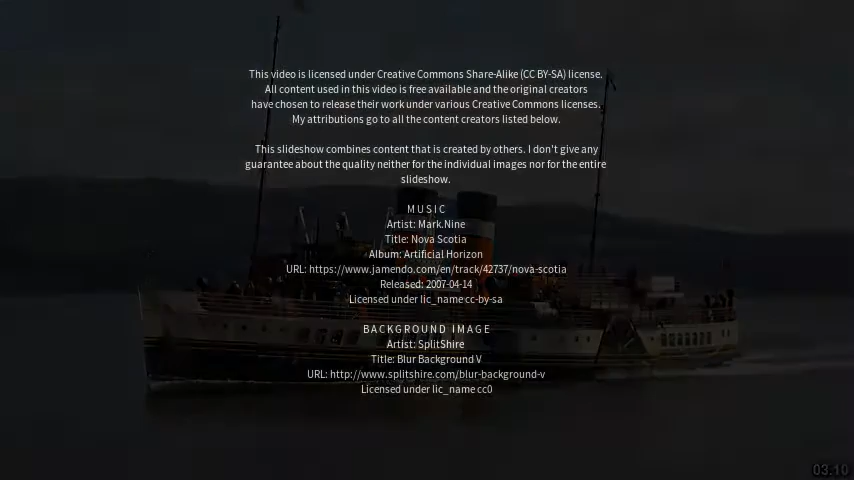 This video is licensed under Creative Commons Share-Alike (CC BY-SA) license.
All content used in this video is free available and the original creators
have chosen to release their work under various Creative Commons licenses.
My attributions go to all the content creators listed below.
This slideshow combines content that is created by others. I don't give any
guarantee about the quality neither for the individual images nor for the entire
slideshow.
MUSIC
Artist: Mark.Nine
Title: Nova Scotia
Album: Artificial Horizon
URL: https://www.jamendo.com/en/track/42737/nova-scotia
Released: 2007-04-14
Licensed under lic_name cc-by-sa
BACKGROUND IMAGE
Artist: SplitShire
Title: Blur Background V
URL: http://www.splitshire.com/blur-background-v
Licensed under lic_name cc0
03.10